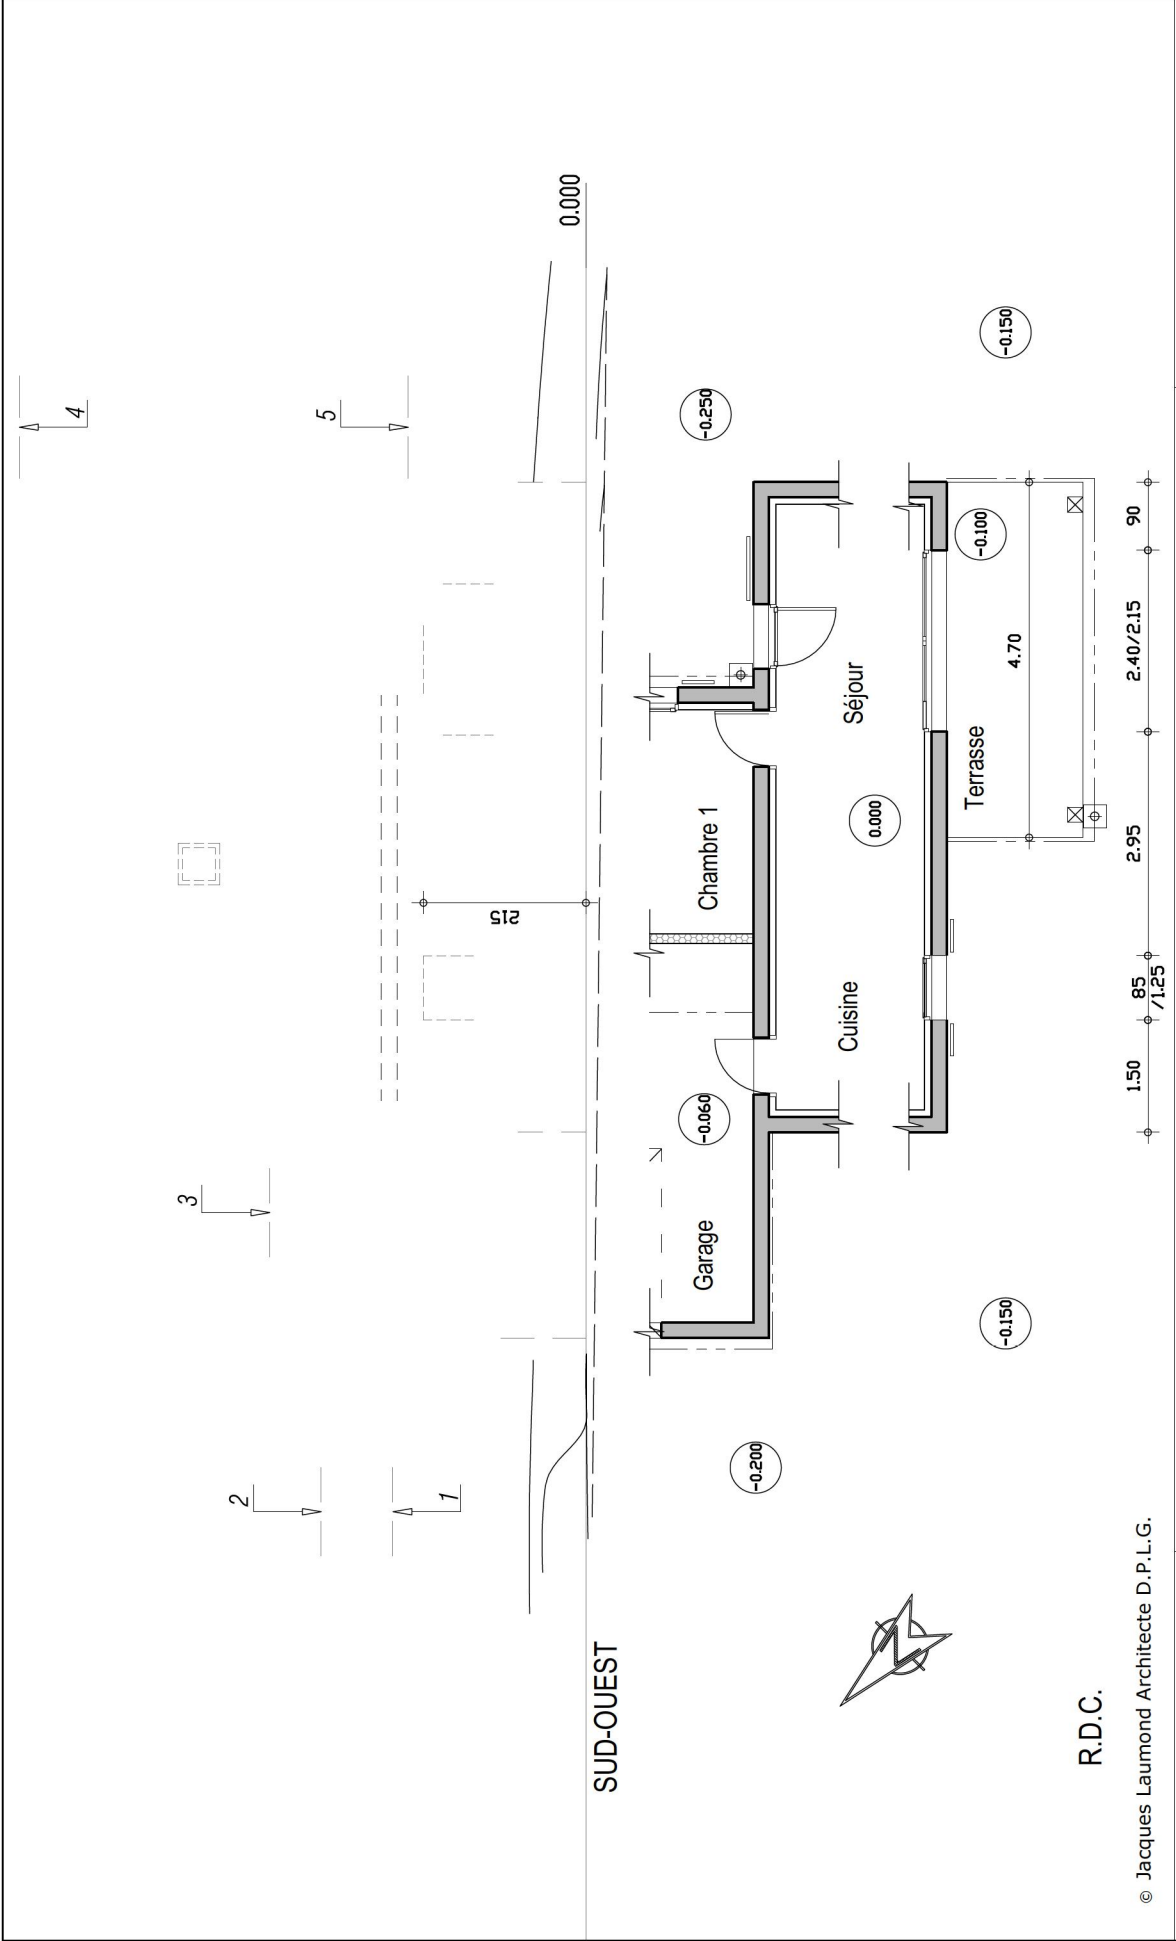 4
5
3
2
1
215
0.000
SUD-OUEST
-0.250
-0.150
Chambre 1
-0.060
Garage
-0.200
Séjour
Cuisine
0.000
-0.100
Terrasse
4.70
-0.150
1.50
85
/1.25
2.95
2.40/2.15
90
N
R.D.C.
© Jacques Laumond Architecte D.P.L.G.